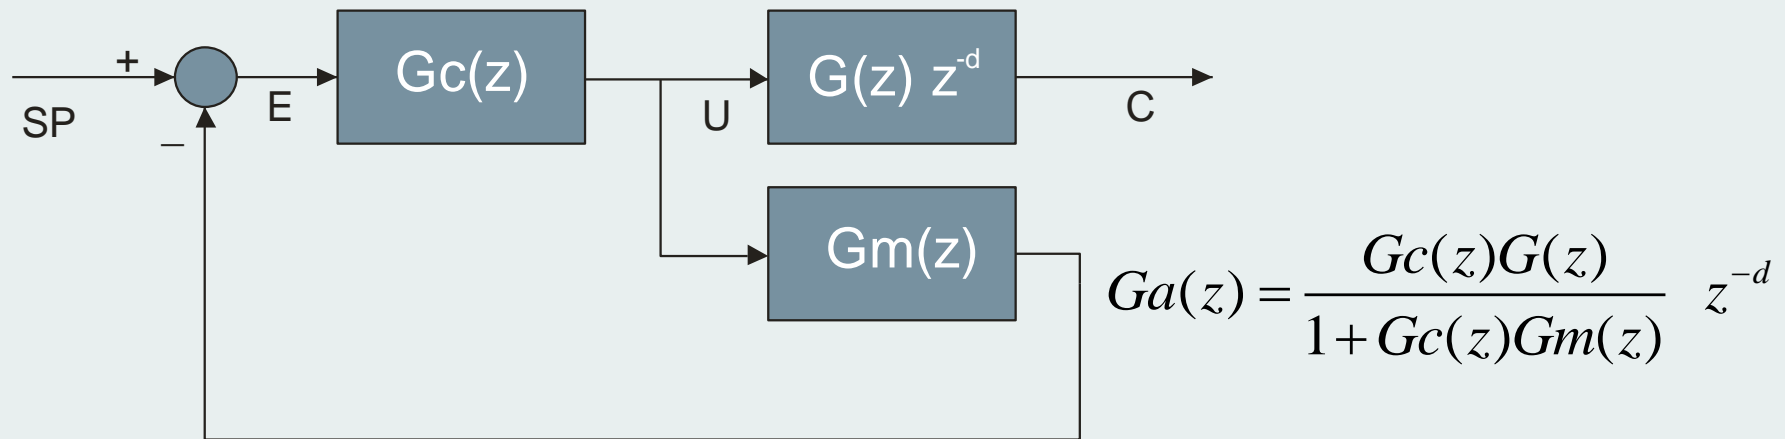 +
SP
−
E
Gc(z)
U
G(z) z^-d
C
Gm(z)
Ga(z) = Gc(z)G(z) / 1+Gc(z)Gm(z) z^-d